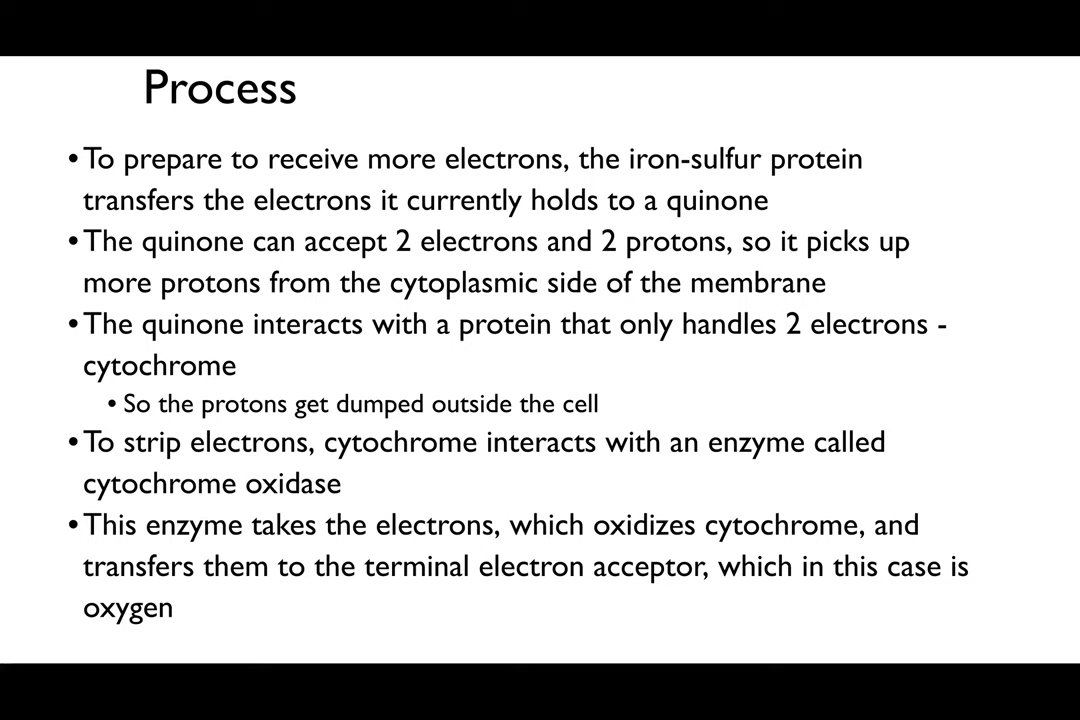 Process
• To prepare to receive more electrons, the iron-sulfur protein
transfers the electrons it currently holds to a quinone
• The quinone can accept 2 electrons and 2 protons, so it picks up
more protons from the cytoplasmic side of the membrane
• The quinone interacts with a protein that only handles 2 electrons -
cytochrome
• So the protons get dumped outside the cell
• To strip electrons, cytochrome interacts with an enzyme called
cytochrome oxidase
• This enzyme takes the electrons, which oxidizes cytochrome, and
transfers them to the terminal electron acceptor, which in this case is
oxygen